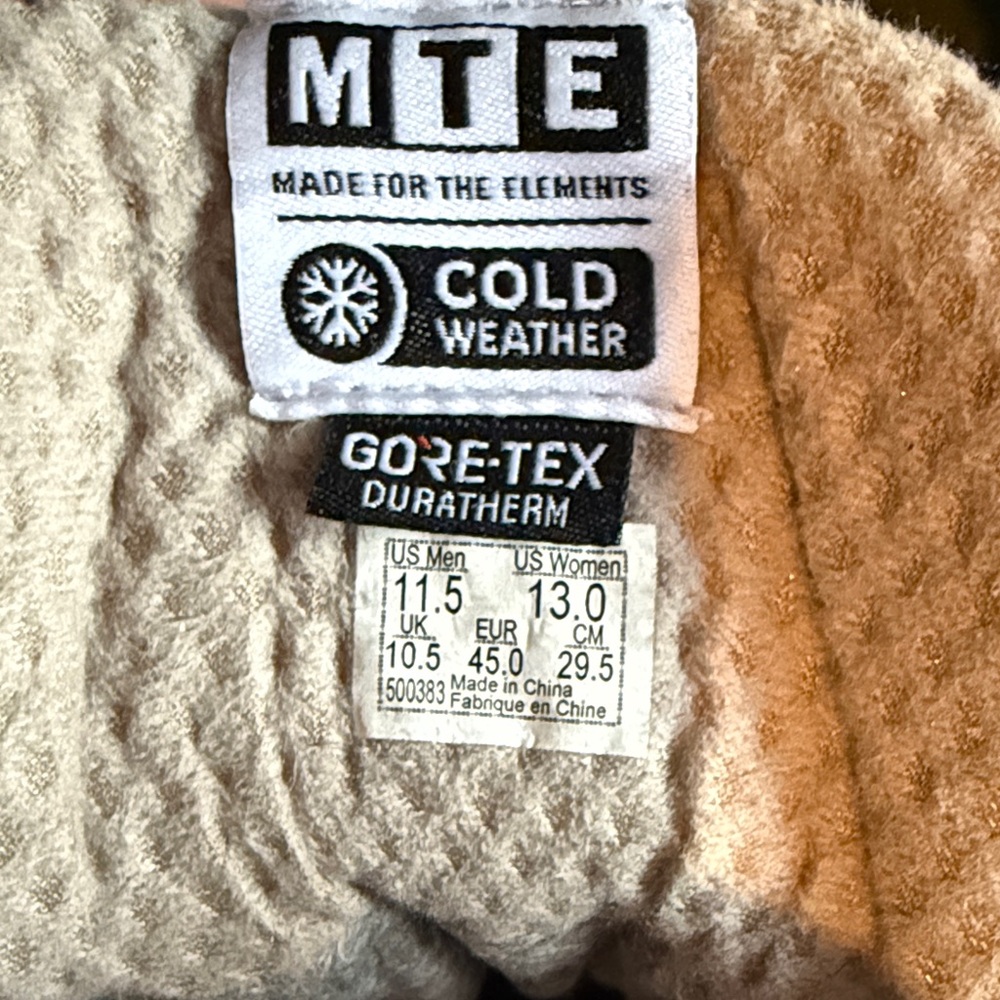 MTE
MADE FOR THE ELEMENTS
COLD
WEATHER
GORE-TEX
DURATHERM
US Men US Women
11.5 13.0
UK EUR CM
10.5 45.0 29.5
500383 Made in China
Fabrique en Chine